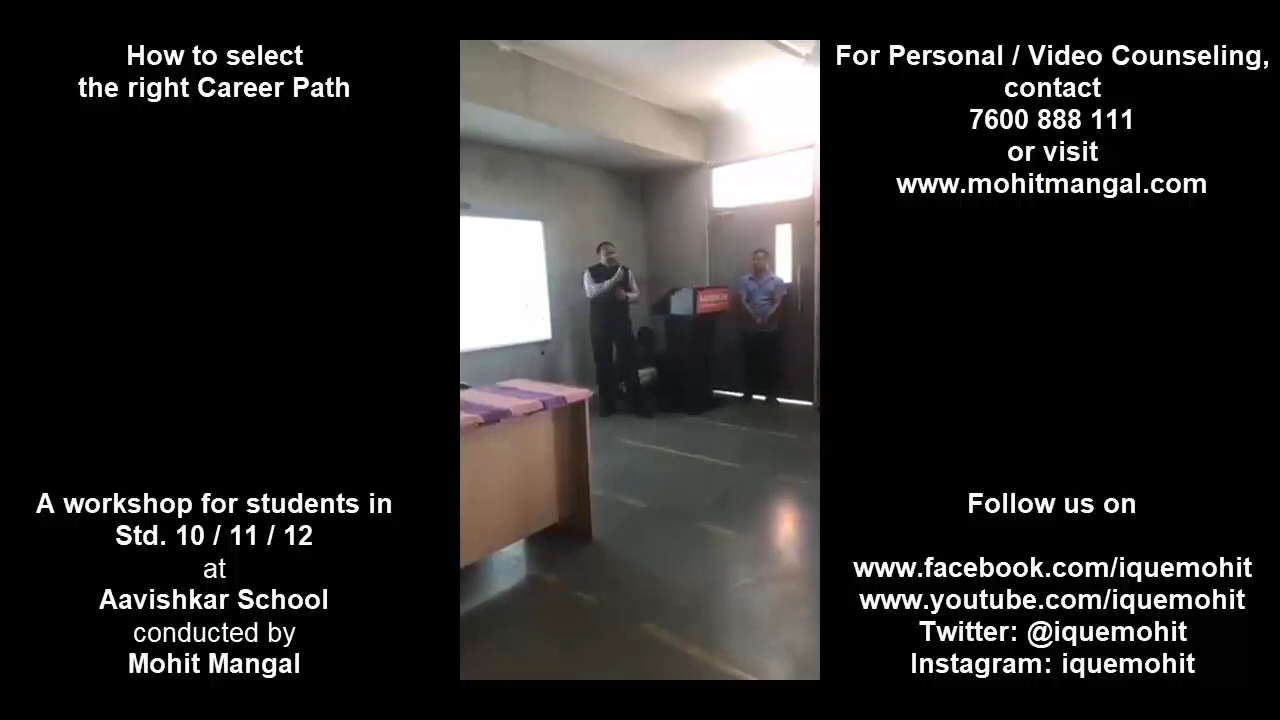 How to select
the right Career Path
For Personal / Video Counseling,
contact
7600 888 111
or visit
www.mohitmangal.com
A workshop for students in
Std. 10 / 11 / 12
at
Aavishkar School
conducted by
Mohit Mangal
Follow us on
www.facebook.com/iquemohit
www.youtube.com/iquemohit
Twitter: @iquemohit
Instagram: iquemohit